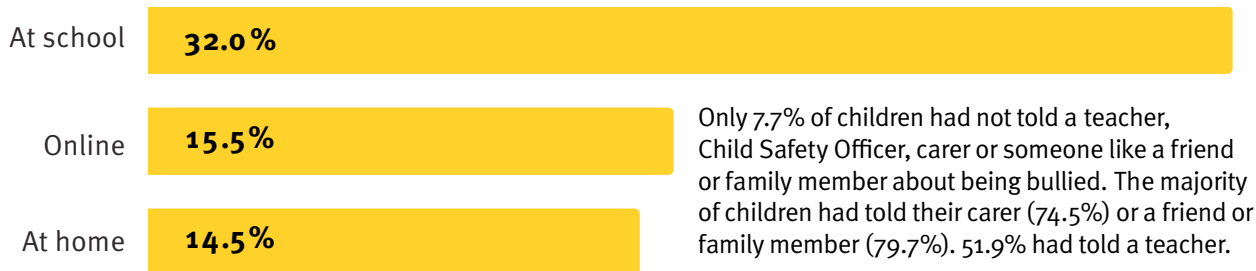 At school 32.0%
Online 15.5%
Only 7.7% of children had not told a teacher,
Child Safety Officer, carer or someone like a friend
or family member about being bullied. The majority
of children had told their carer (74.5%) or a friend or
family member (79.7%). 51.9% had told a teacher.
At home 14.5%